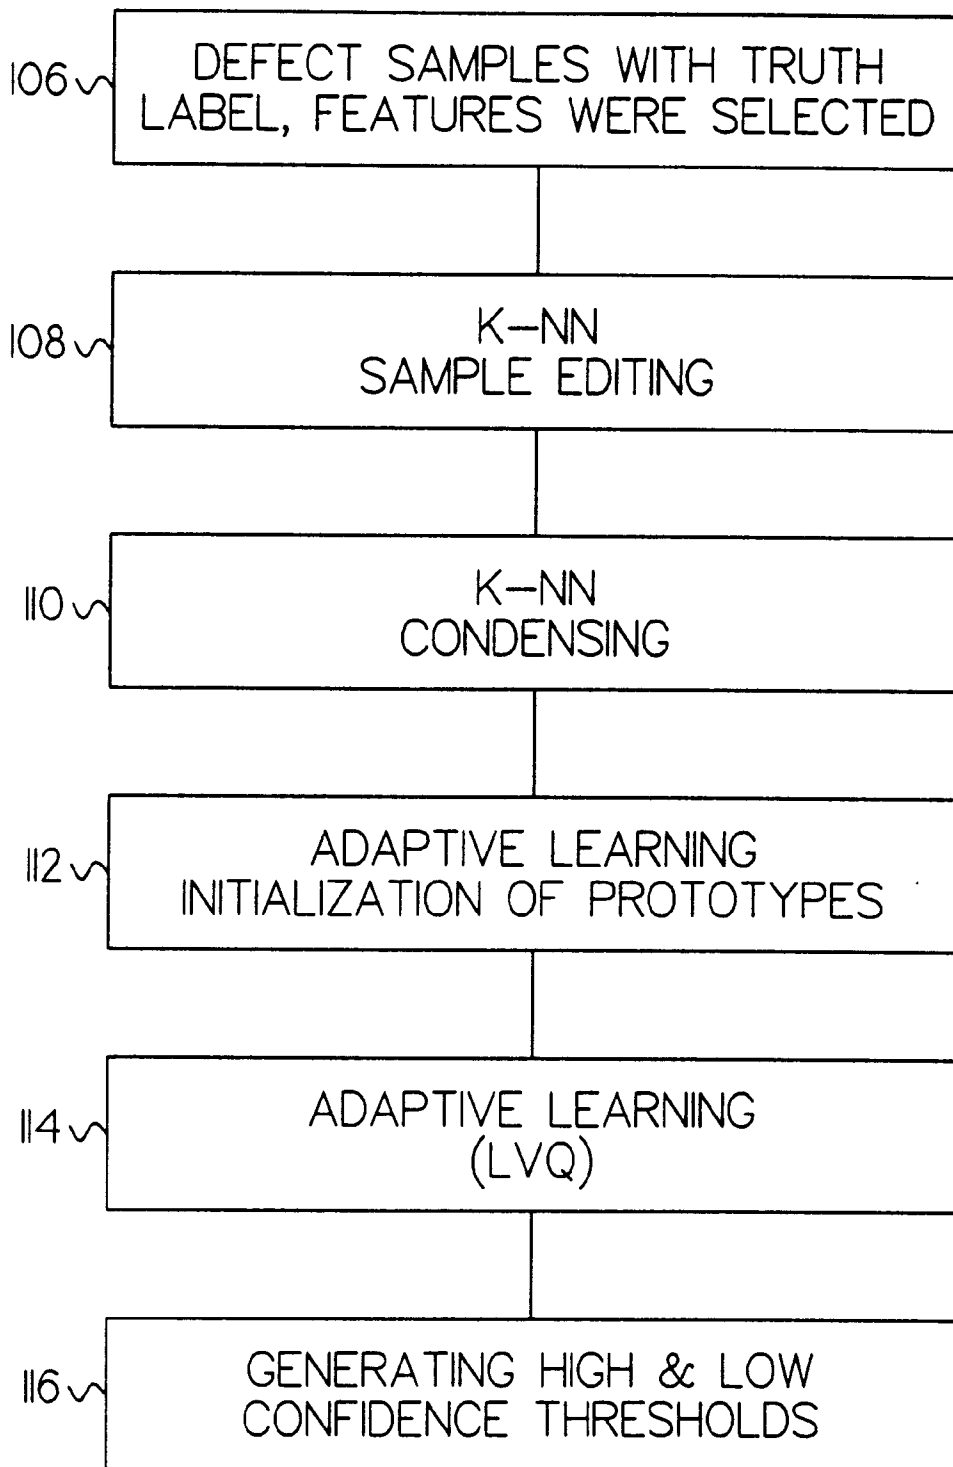 106
DEFECT SAMPLES WITH TRUTH
LABEL, FEATURES WERE SELECTED
108
K-NN
SAMPLE EDITING
110
K-NN
CONDENSING
112
ADAPTIVE LEARNING
INITIALIZATION OF PROTOTYPES
114
ADAPTIVE LEARNING
(LVQ)
116
GENERATING HIGH & LOW
CONFIDENCE THRESHOLDS